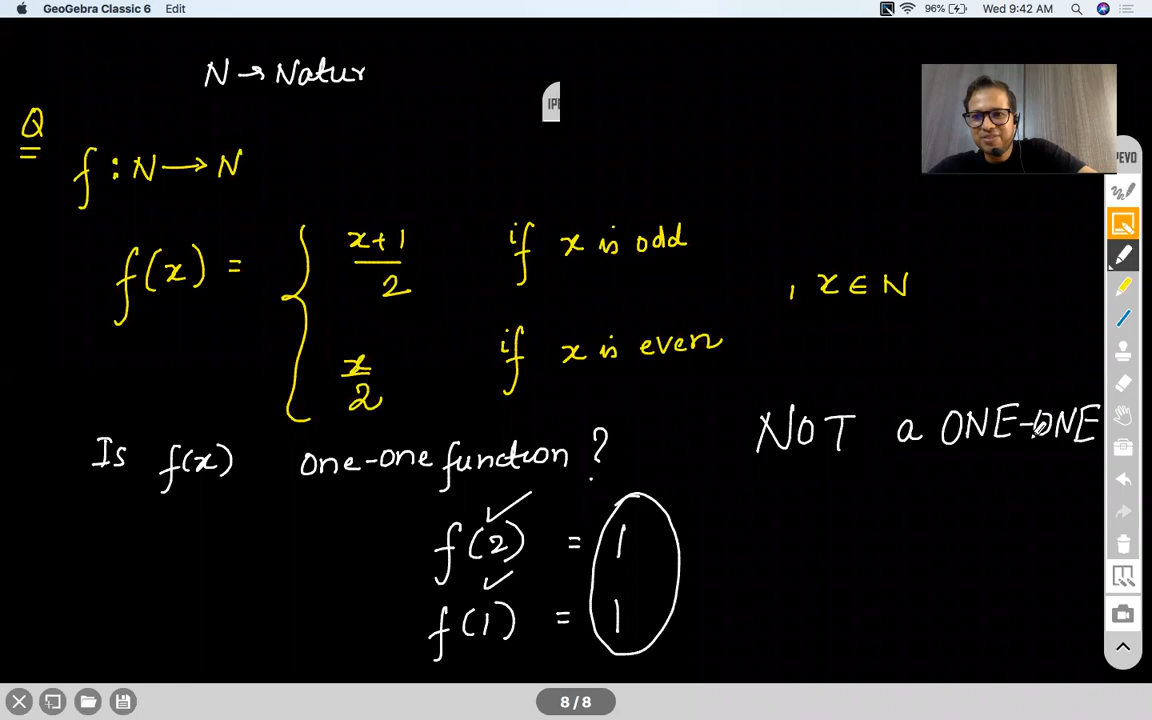 GeoGebra Classic 6 Edit 96% Wed 9:42 AM
N → Natur
Q
f : N → N
f(x) = { x+1/2 if x is odd
x/2 if x is even , x ∈ N
NOT a ONE-ONE
Is f(x) one-one function ?
f(2) = 1
f(1) = 1
8 / 8